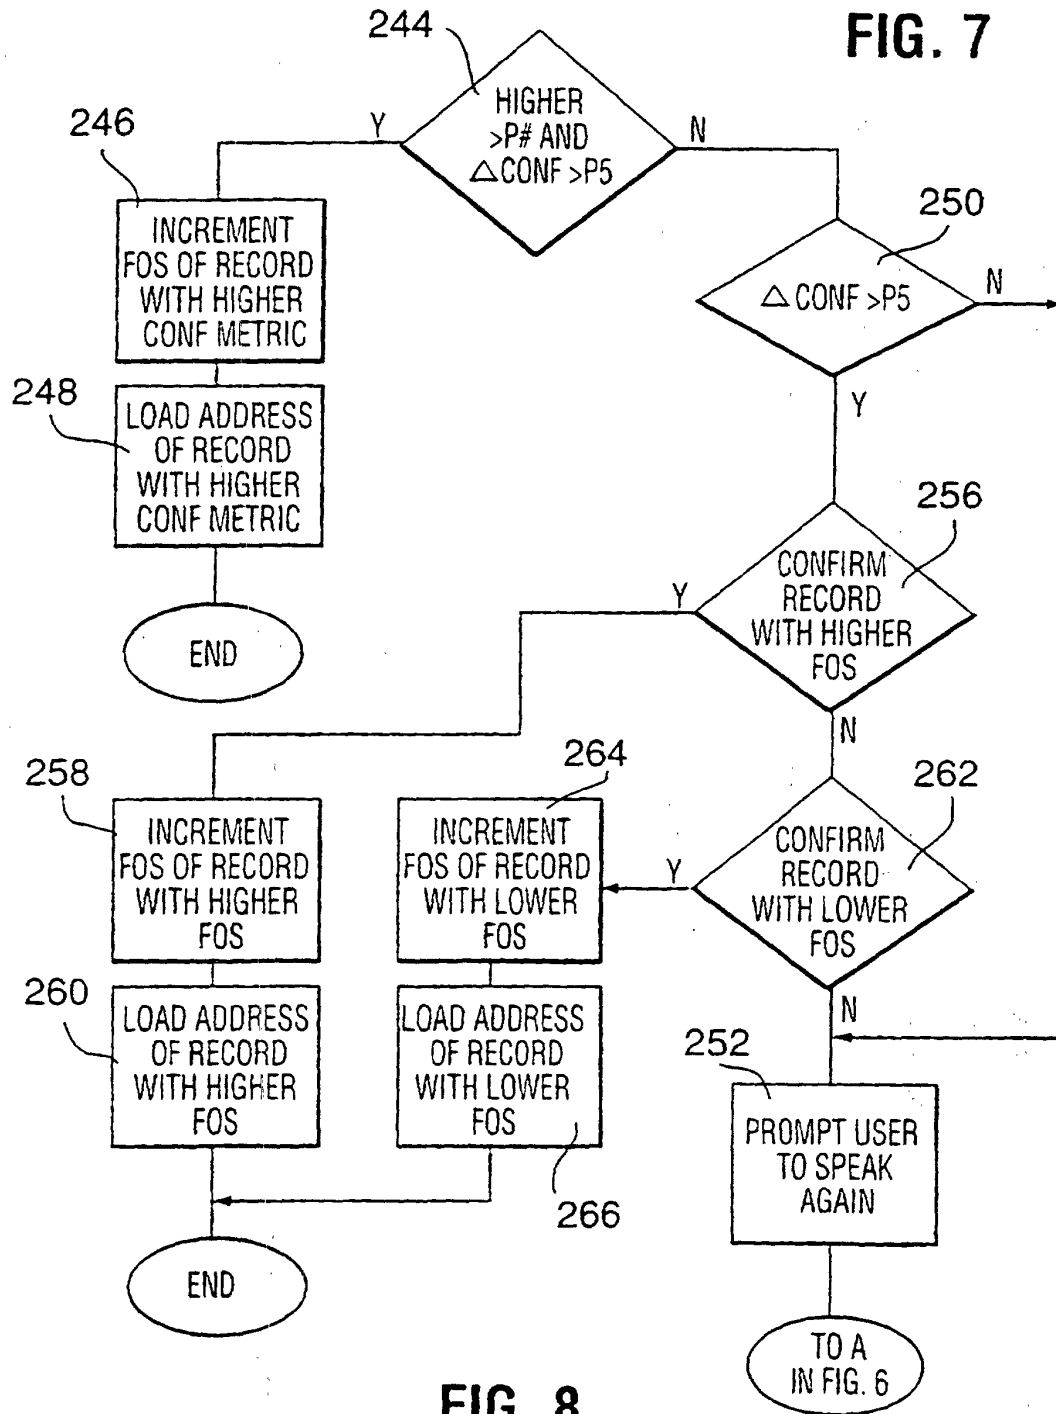 FIG. 7
244
HIGHER
>P# AND
△CONF >P5
Y
N
246
INCREMENT
FOS OF RECORD
WITH HIGHER
CONF METRIC
248
LOAD ADDRESS
OF RECORD
WITH HIGHER
CONF METRIC
END
250
△ CONF >P5
N
Y
256
CONFIRM
RECORD
WITH HIGHER
FOS
Y
N
258
INCREMENT
FOS OF RECORD
WITH HIGHER
FOS
260
LOAD ADDRESS
OF RECORD
WITH HIGHER
FOS
END
264
INCREMENT
FOS OF RECORD
WITH LOWER
FOS
LOAD ADDRESS
OF RECORD
WITH LOWER
FOS
266
262
CONFIRM
RECORD
WITH LOWER
FOS
Y
N
252
PROMPT USER
TO SPEAK
AGAIN
TO A
IN FIG. 6
FIG. 8